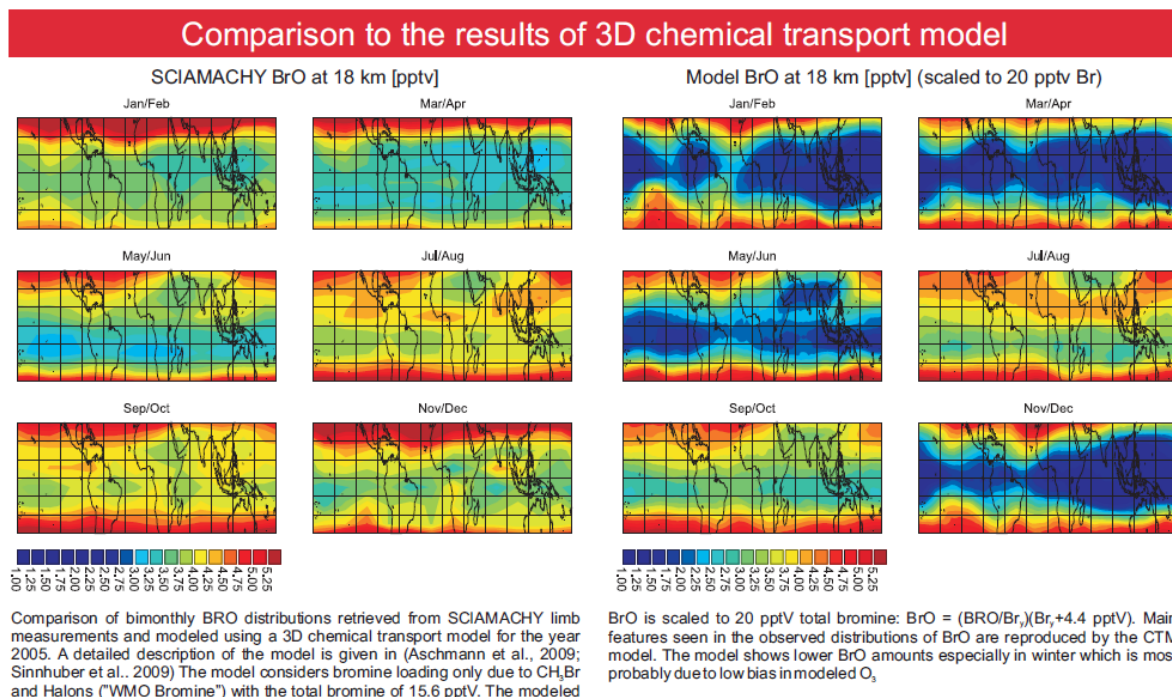 Comparison to the results of 3D chemical transport model
SCIAMACHY BrO at 18 km [pptv]
Model BrO at 18 km [pptv] (scaled to 20 pptv Br)
Jan/Feb
Mar/Apr
Jan/Feb
Mar/Apr
May/Jun
Jul/Aug
May/Jun
Jul/Aug
Sep/Oct
Nov/Dec
Sep/Oct
Nov/Dec
1.00 1.25 1.50 1.75 2.00 2.25 2.50 2.75 3.00 3.25 3.50 3.75 4.00 4.25 4.50 4.75 5.00 5.25
1.00 1.25 1.50 1.75 2.00 2.25 2.50 2.75 3.00 3.25 3.50 3.75 4.00 4.25 4.50 4.75 5.00 5.25
Comparison of bimonthly BRO distributions retrieved from SCIAMACHY limb
measurements and modeled using a 3D chemical transport model for the year
2005. A detailed description of the model is given in (Aschmann et al., 2009;
Sinnhuber et al.. 2009) The model considers bromine loading only due to CH₃Br
and Halons ("WMO Bromine") with the total bromine of 15.6 pptV. The modeled
BrO is scaled to 20 pptV total bromine: BrO = (BRO/Brᵧ)(Brᵧ+4.4 pptV). Main
features seen in the observed distributions of BrO are reproduced by the CTM
model. The model shows lower BrO amounts especially in winter which is most
probably due to low bias in modeled O₃